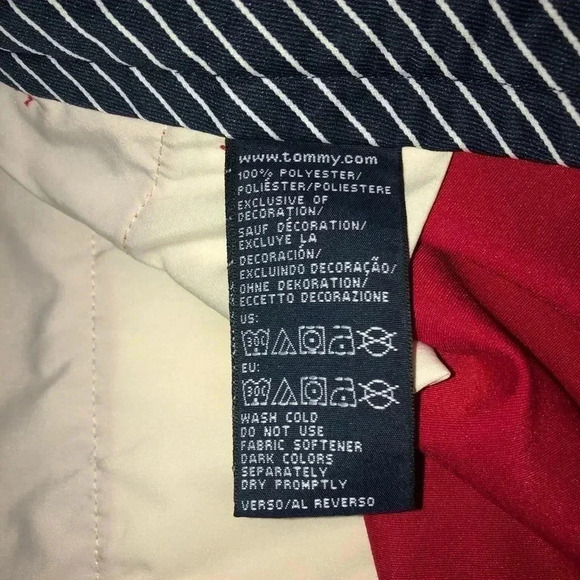 www.tommy.com
100% POLYESTER/
POLIÉSTER/POLIESTERE
EXCLUSIVE OF
DECORATION/
SAUF DÉCORATION/
EXCLUYE LA
DECORACIÓN/
EXCLUINDO DECORAÇÃO/
OHNE DEKORATION/
ECCETTO DECORAZIONE
US:
30C
EU:
30C
WASH COLD
DO NOT USE
FABRIC SOFTENER
DARK COLORS
SEPARATELY
DRY PROMPTLY
VERSO/AL REVERSO